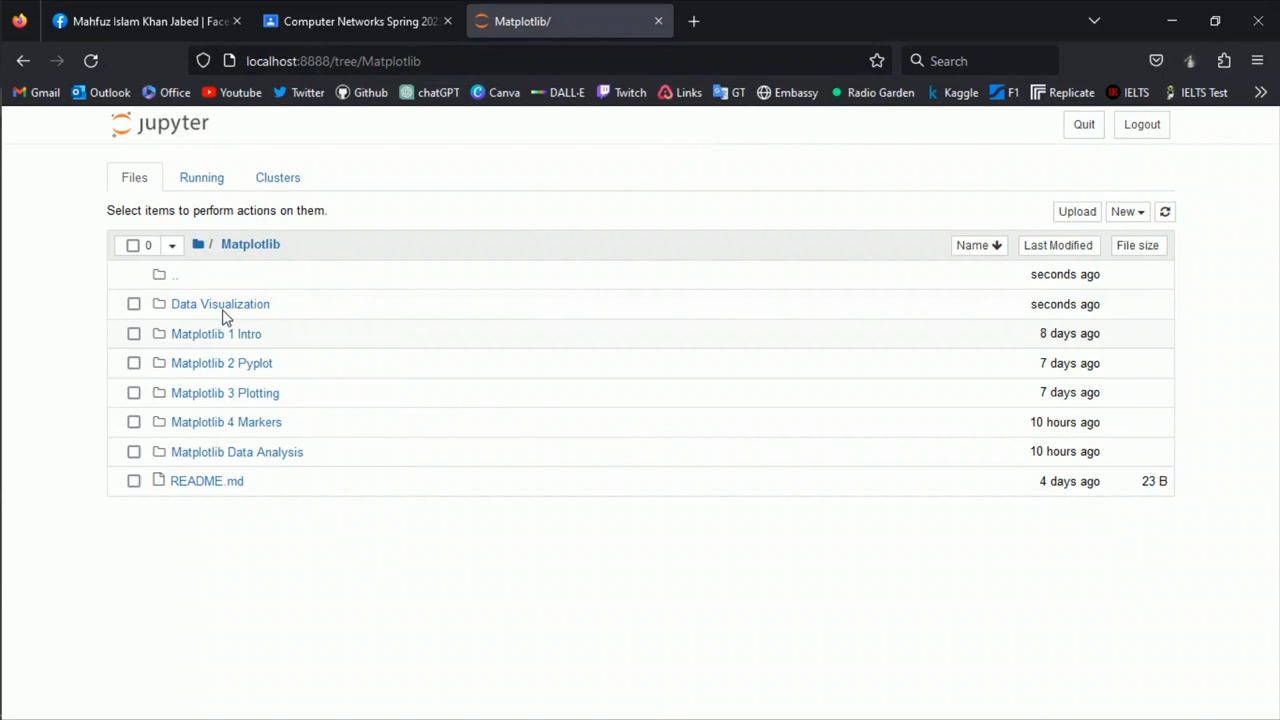 Mahfuz Islam Khan Jabed | Face
Computer Networks Spring 202
Matplotlib/
localhost:8888/tree/Matplotlib
Search
Gmail Outlook Office Youtube Twitter Github chatGPT Canva DALL-E Twitch Links GT Embassy Radio Garden Kaggle F1 Replicate IELTS IELTS Test
jupyter
Quit Logout
Files Running Clusters
Select items to perform actions on them.
Upload New
0 / Matplotlib Name Last Modified File size
.. seconds ago
Data Visualization seconds ago
Matplotlib 1 Intro 8 days ago
Matplotlib 2 Pyplot 7 days ago
Matplotlib 3 Plotting 7 days ago
Matplotlib 4 Markers 10 hours ago
Matplotlib Data Analysis 10 hours ago
README.md 4 days ago 23 B